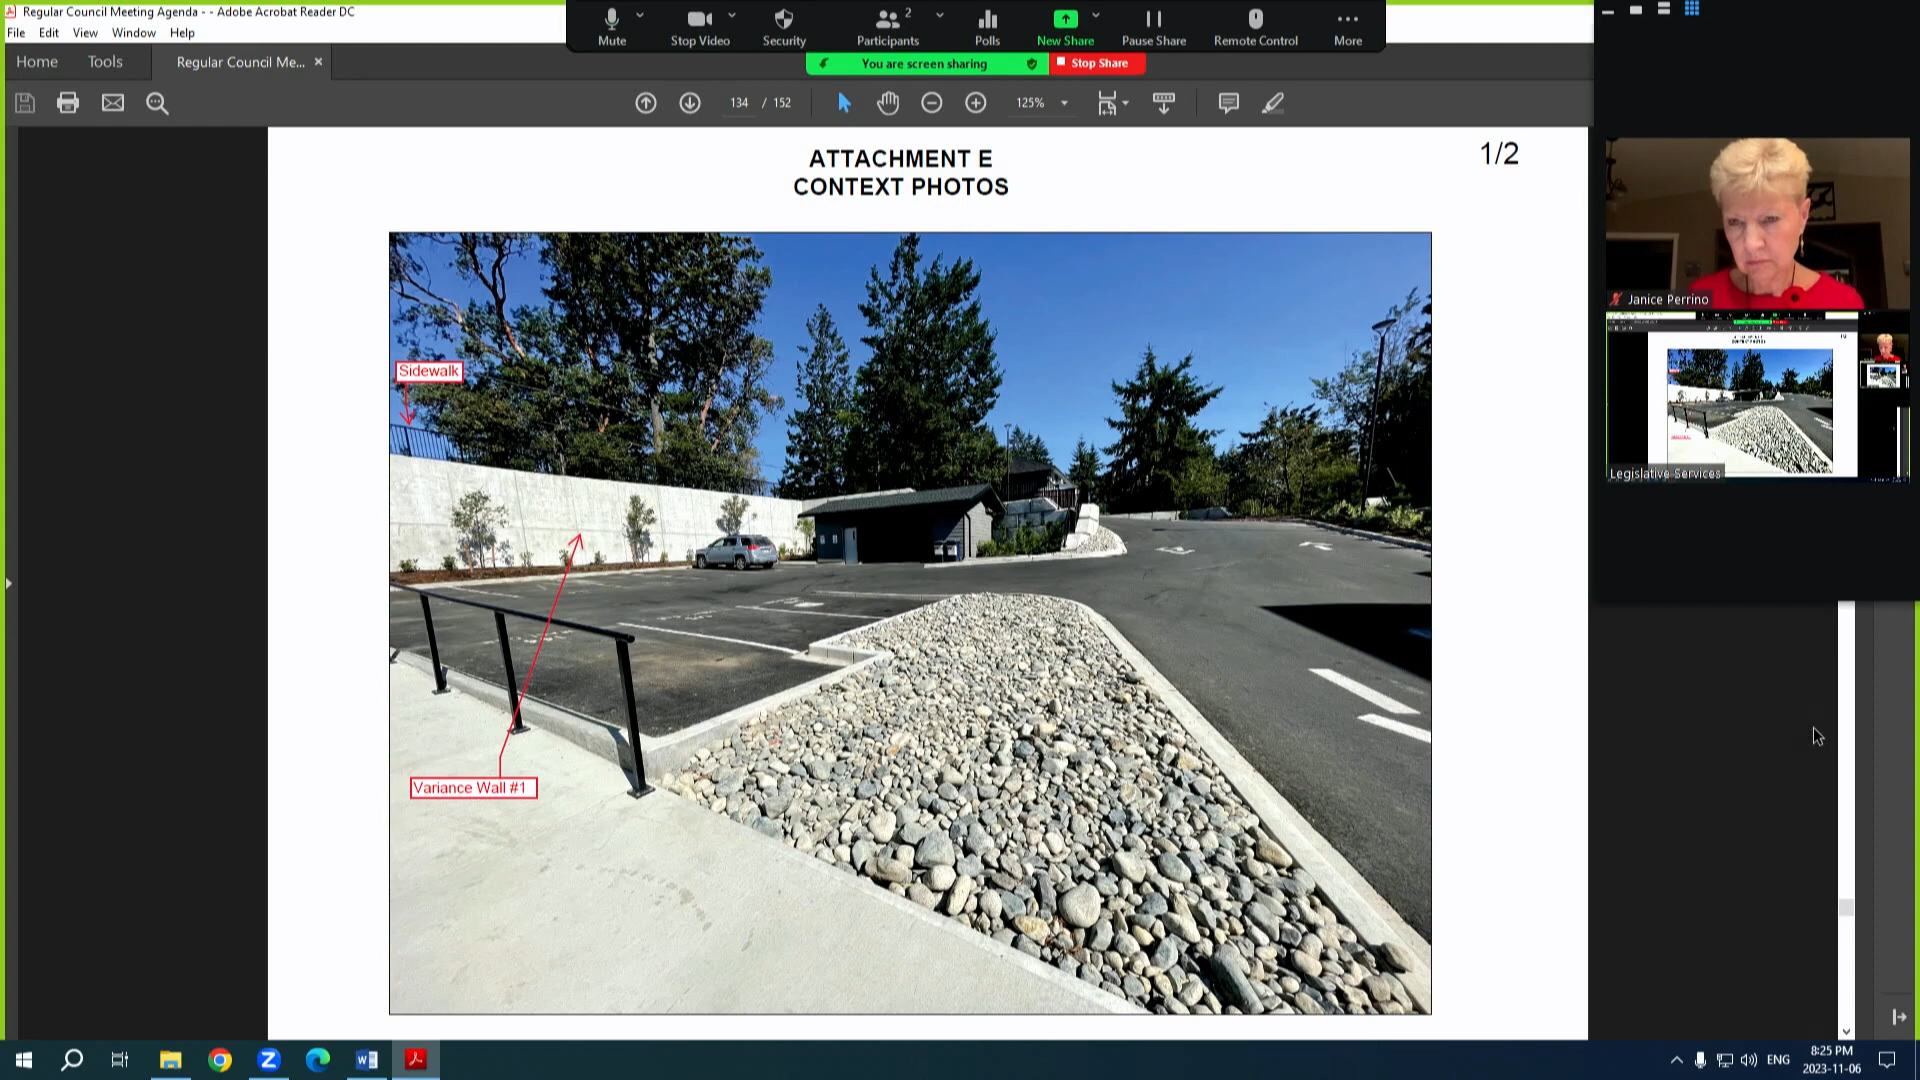 Regular Council Meeting Agenda - - Adobe Acrobat Reader DC
File Edit View Window Help
Mute
Stop Video
Security
Participants
2
Polls
New Share
Pause Share
Remote Control
More
You are screen sharing
Stop Share
Home
Tools
Regular Council Me...
134 / 152
125%
ATTACHMENT E
CONTEXT PHOTOS
1/2
Sidewalk
Variance Wall #1
Janice Perrino
Legislative Services
ENG
8:25 PM
2023-11-06